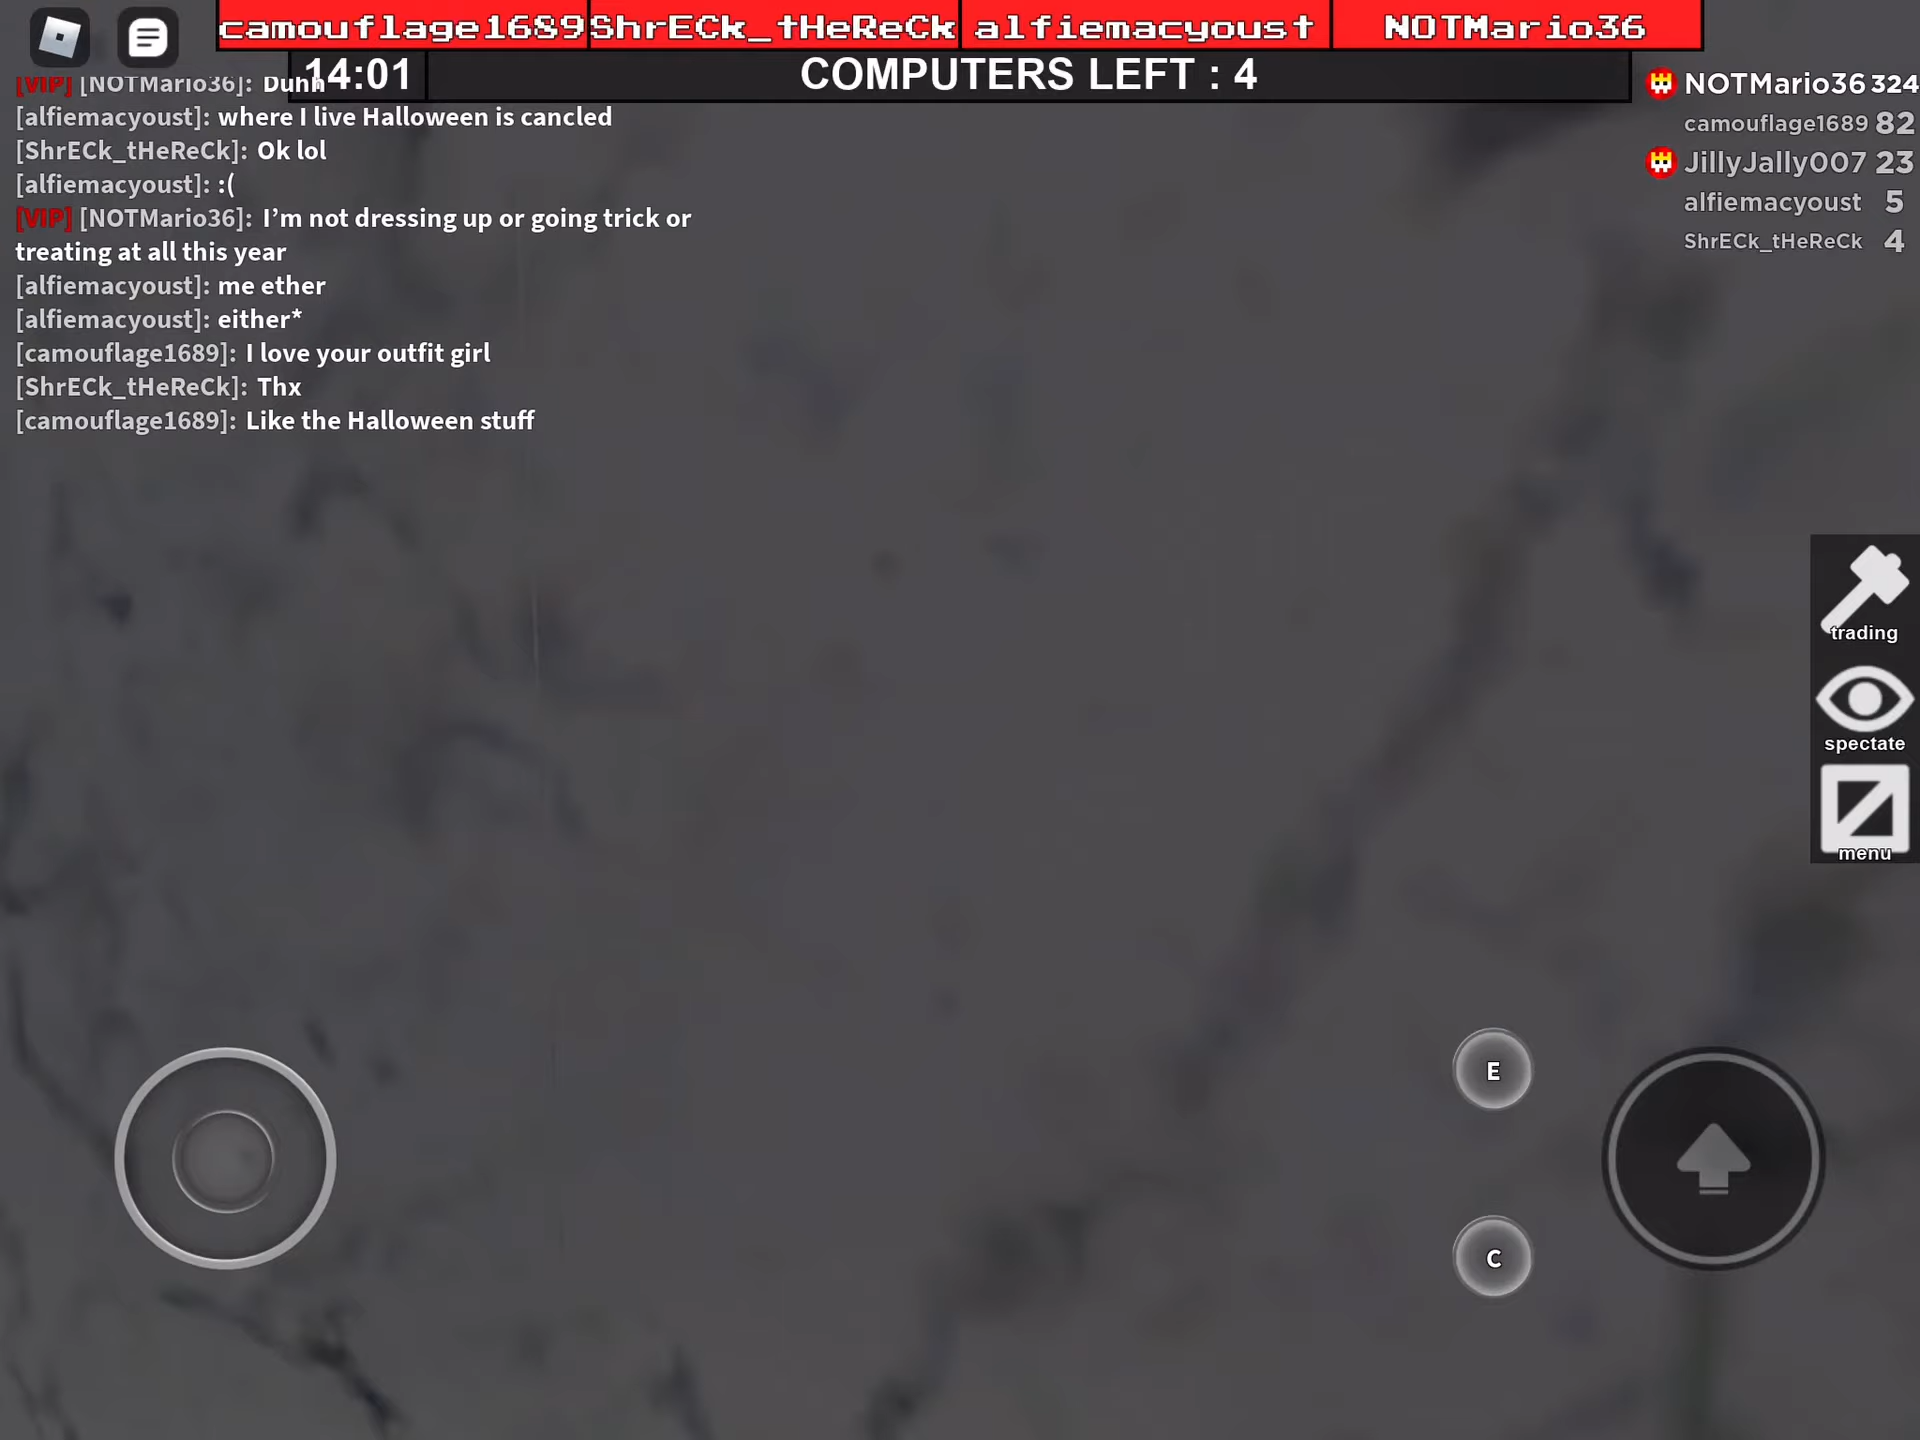 camouflage1689 ShrECk_tHeReCk alfiemacyoust NOTMario36
14:01 COMPUTERS LEFT : 4
[VIP] [NOTMario36]: Duhh
[alfiemacyoust]: where I live Halloween is cancled
[ShrECk_tHeReCk]: Ok lol
[alfiemacyoust]: :(
[VIP] [NOTMario36]: I’m not dressing up or going trick or
treating at all this year
[alfiemacyoust]: me ether
[alfiemacyoust]: either*
[camouflage1689]: I love your outfit girl
[ShrECk_tHeReCk]: Thx
[camouflage1689]: Like the Halloween stuff
NOTMario36 324
camouflage1689 82
JillyJally007 23
alfiemacyoust 5
ShrECk_tHeReCk 4
trading
spectate
menu
E
C